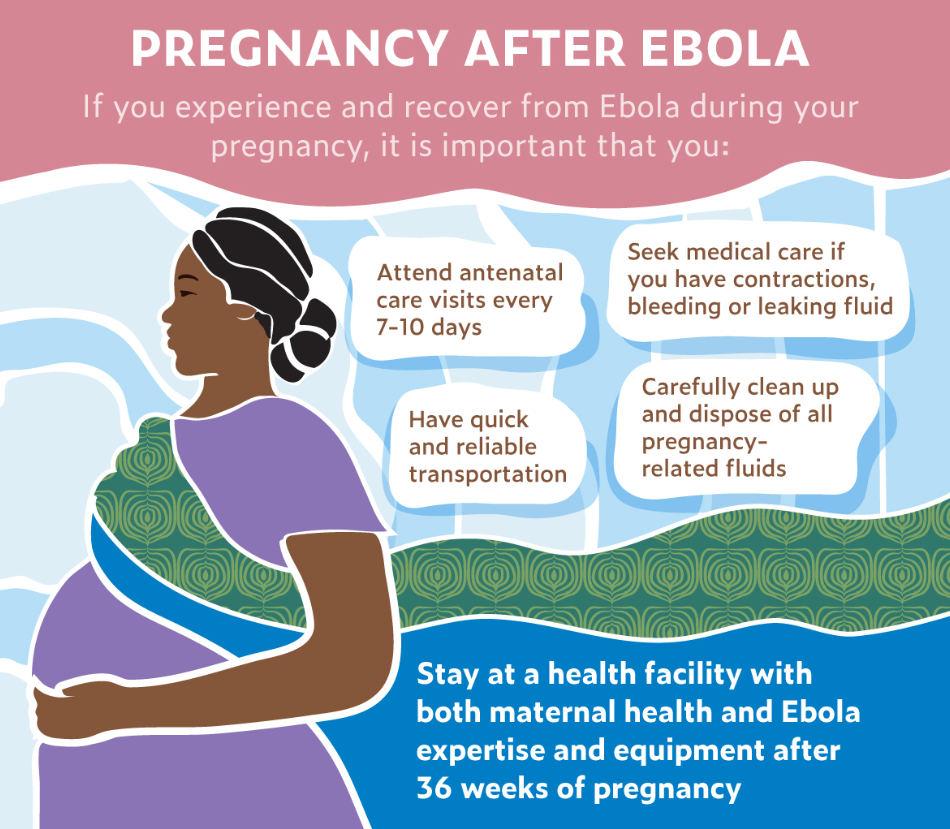 PREGNANCY AFTER EBOLA
If you experience and recover from Ebola during your
pregnancy, it is important that you:
Attend antenatal
care visits every
7-10 days
Seek medical care if
you have contractions,
bleeding or leaking fluid
Have quick
and reliable
transportation
Carefully clean up
and dispose of all
pregnancy-
related fluids
Stay at a health facility with
both maternal health and Ebola
expertise and equipment after
36 weeks of pregnancy